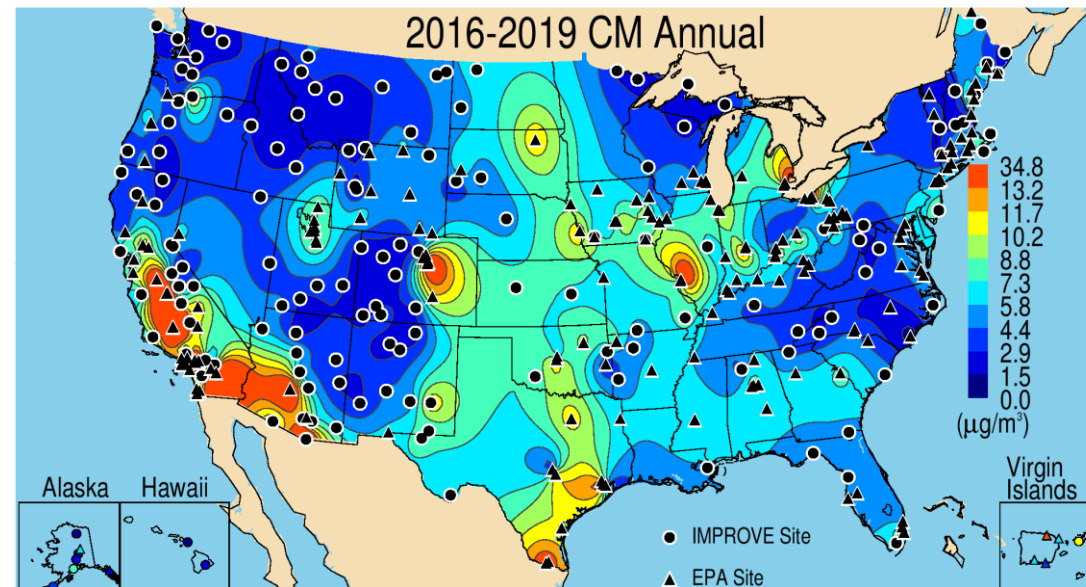 2016-2019 CM Annual
34.8
13.2
11.7
10.2
8.8
7.3
5.8
4.4
2.9
1.5
0.0
(μg/m³)
Alaska
Hawaii
Virgin
Islands
IMPROVE Site
EPA Site